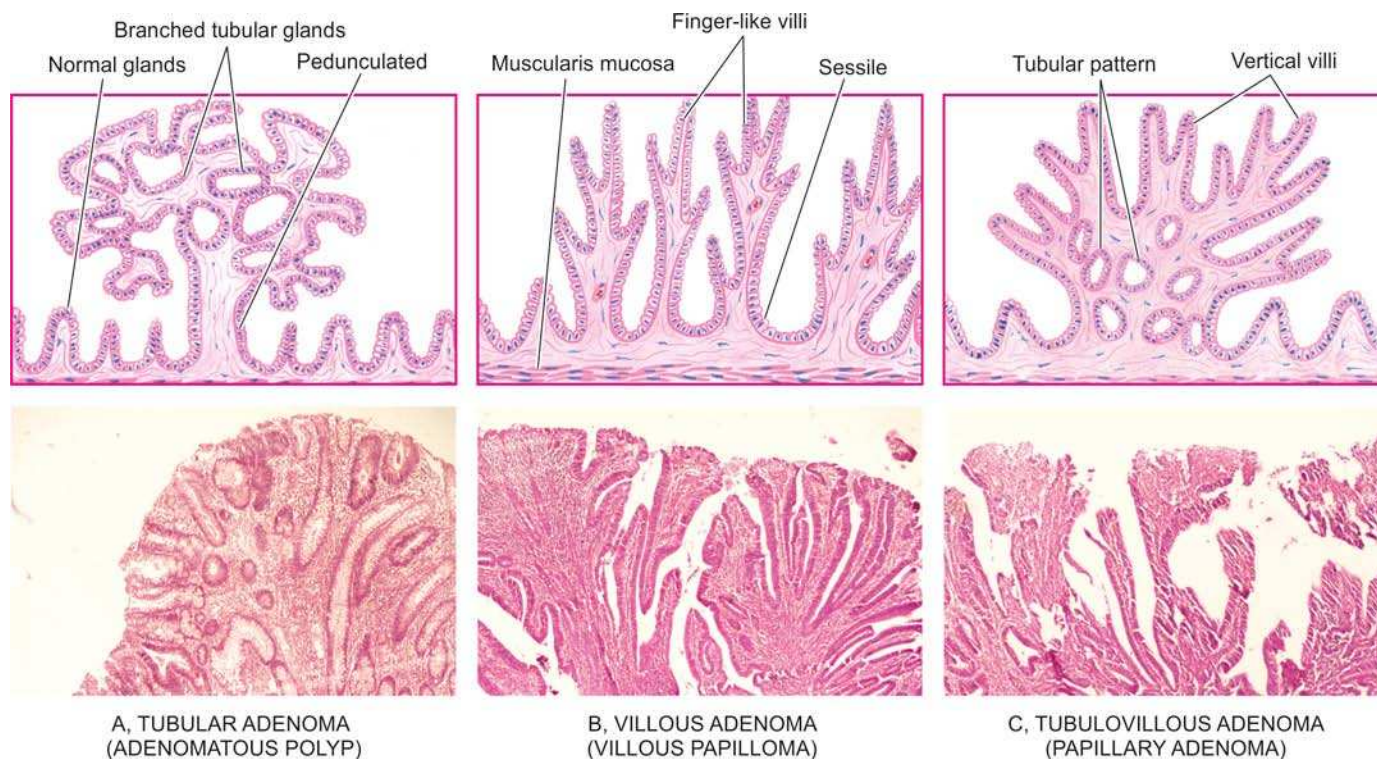 Branched tubular glands
Normal glands
Pedunculated
Finger-like villi
Muscularis mucosa
Sessile
Tubular pattern
Vertical villi
A, TUBULAR ADENOMA
(ADENOMATOUS POLYP)
B, VILLOUS ADENOMA
(VILLOUS PAPILLOMA)
C, TUBULOVILLOUS ADENOMA
(PAPILLARY ADENOMA)